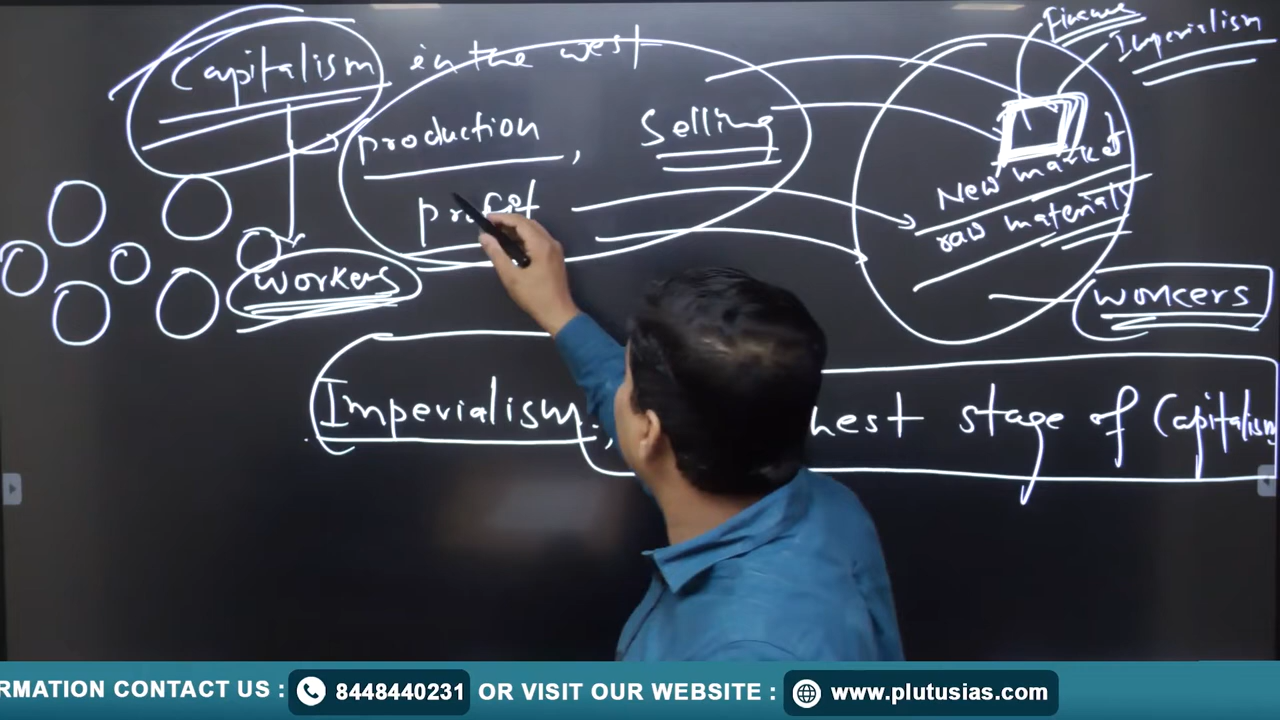 Capitalism in the west
Finance
Imperialism
production, Selling
profit
New market
raw materials
workers
workers
Imperialism, hest stage of Capitalism
RMATION CONTACT US : 8448440231 OR VISIT OUR WEBSITE : www.plutusias.com